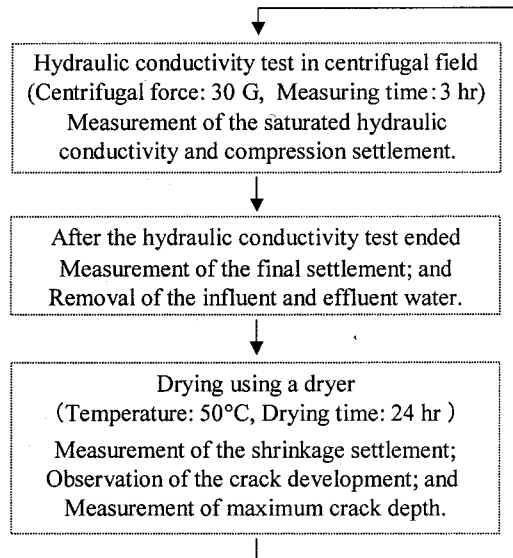 Hydraulic conductivity test in centrifugal field
(Centrifugal force: 30 G, Measuring time: 3 hr)
Measurement of the saturated hydraulic
conductivity and compression settlement.
After the hydraulic conductivity test ended
Measurement of the final settlement; and
Removal of the influent and effluent water.
Drying using a dryer
(Temperature: 50°C, Drying time: 24 hr )
Measurement of the shrinkage settlement;
Observation of the crack development; and
Measurement of maximum crack depth.